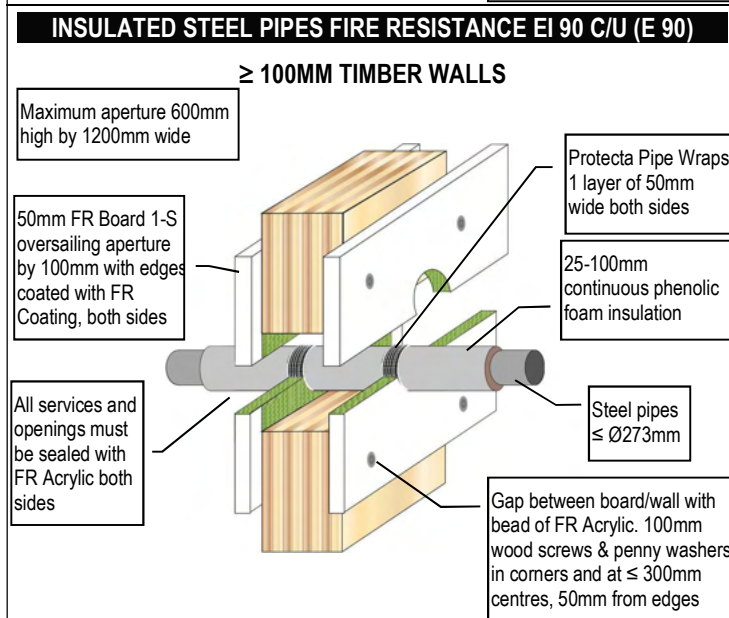 INSULATED STEEL PIPES FIRE RESISTANCE EI 90 C/U (E 90)
≥ 100MM TIMBER WALLS
Maximum aperture 600mm
high by 1200mm wide
Protecta Pipe Wraps
1 layer of 50mm
wide both sides
50mm FR Board 1-S
oversailing aperture
by 100mm with edges
coated with FR
Coating, both sides
25-100mm
continuous phenolic
foam insulation
All services and
openings must
be sealed with
FR Acrylic both
sides
Steel pipes
≤ Ø273mm
Gap between board/wall with
bead of FR Acrylic. 100mm
wood screws & penny washers
in corners and at ≤ 300mm
centres, 50mm from edges